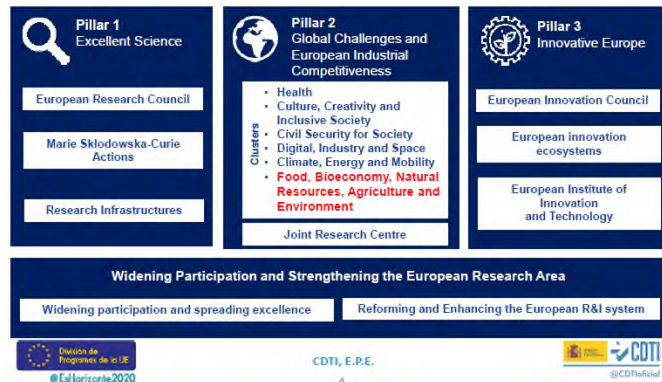 Pillar 1
Excellent Science
European Research Council
Marie Skłodowska-Curie
Actions
Research Infrastructures
Pillar 2
Global Challenges and
European Industrial
Competitiveness
Clusters
• Health
• Culture, Creativity and
Inclusive Society
• Civil Security for Society
• Digital, Industry and Space
• Climate, Energy and Mobility
• Food, Bioeconomy, Natural
Resources, Agriculture and
Environment
Joint Research Centre
Pillar 3
Innovative Europe
European Innovation Council
European innovation
ecosystems
European Institute of
Innovation
and Technology
Widening Participation and Strengthening the European Research Area
Widening participation and spreading excellence
Reforming and Enhancing the European R&I system
División de
Programas de la UE
@EsHorizonte2020
CDTI, E.P.E.
4
CDTI
@CDTIoficial